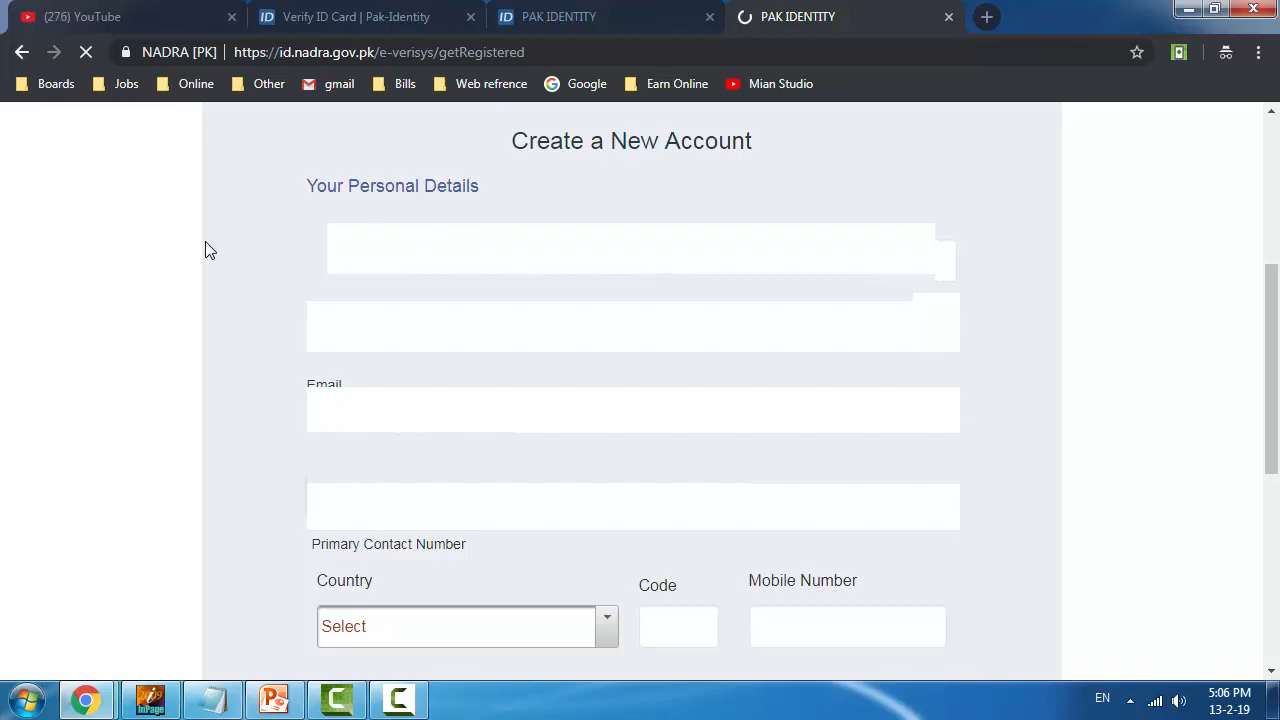 (276) YouTube
Verify ID Card | Pak-Identity
PAK IDENTITY
PAK IDENTITY
NADRA [PK] | https://id.nadra.gov.pk/e-verisys/getRegistered
Boards Jobs Online Other gmail Bills Web refrence Google Earn Online Mian Studio
Create a New Account
Your Personal Details
Email
Primary Contact Number
Country Code Mobile Number
Select
2009 InPage
EN
5:06 PM
13-2-19